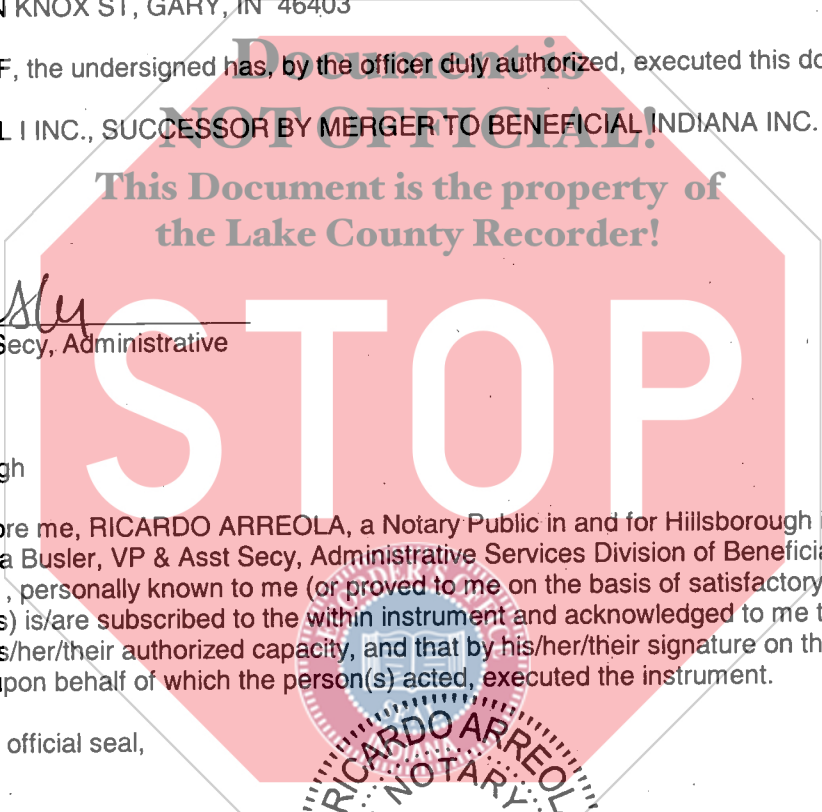 N KNOX ST, GARY, IN 46403
Document is
F, the undersigned has, by the officer duly authorized, executed this do
NOT OFFICIAL!
L I INC., SUCCESSOR BY MERGER TO BENEFICIAL INDIANA INC.
This Document is the property of
the Lake County Recorder!
Secy, Administrative
STOP
gh
ore me, RICARDO ARREOLA, a Notary Public in and for Hillsborough i
a Busler, VP & Asst Secy, Administrative Services Division of Beneficia
, personally known to me (or proved to me on the basis of satisfactory
s) is/are subscribed to the within instrument and acknowledged to me t
s/her/their authorized capacity, and that by his/her/their signature on th
upon behalf of which the person(s) acted, executed the instrument.
SEAL
INDIANA
official seal,
RICARDO ARREOL
NOTARY